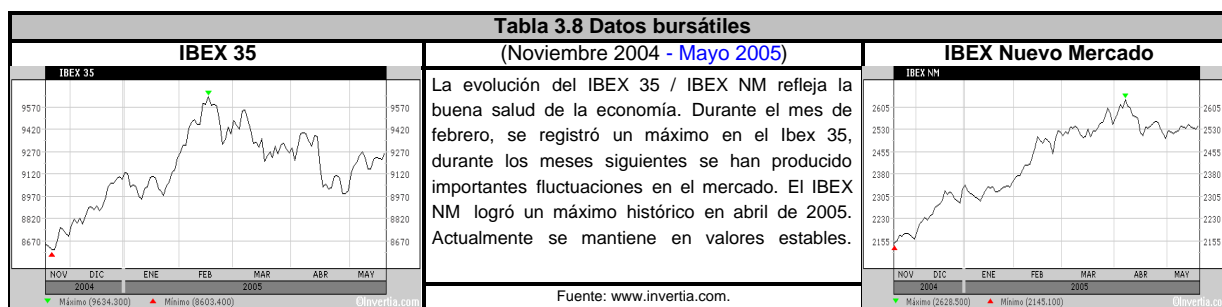 Tabla 3.8 Datos bursátiles
IBEX 35
(Noviembre 2004 - Mayo 2005)
IBEX Nuevo Mercado
IBEX 35
9570
9420
9270
9120
8970
8820
8670
9570
9420
9270
9120
8970
8820
8670
NOV DIC ENE FEB MAR ABR MAY
2004 2005
Máximo (9634.300) Mínimo (8603.400)
©Invertia.com
La evolución del IBEX 35 / IBEX NM refleja la
buena salud de la economía. Durante el mes de
febrero, se registró un máximo en el Ibex 35,
durante los meses siguientes se han producido
importantes fluctuaciones en el mercado. El IBEX
NM logró un máximo histórico en abril de 2005.
Actualmente se mantiene en valores estables.
Fuente: www.invertia.com.
IBEX NM
2605
2530
2455
2380
2305
2230
2155
2605
2530
2455
2380
2305
2230
2155
NOV DIC ENE FEB MAR ABR MAY
2004 2005
Máximo (2628.500) Mínimo (2145.100)
©Invertia.com